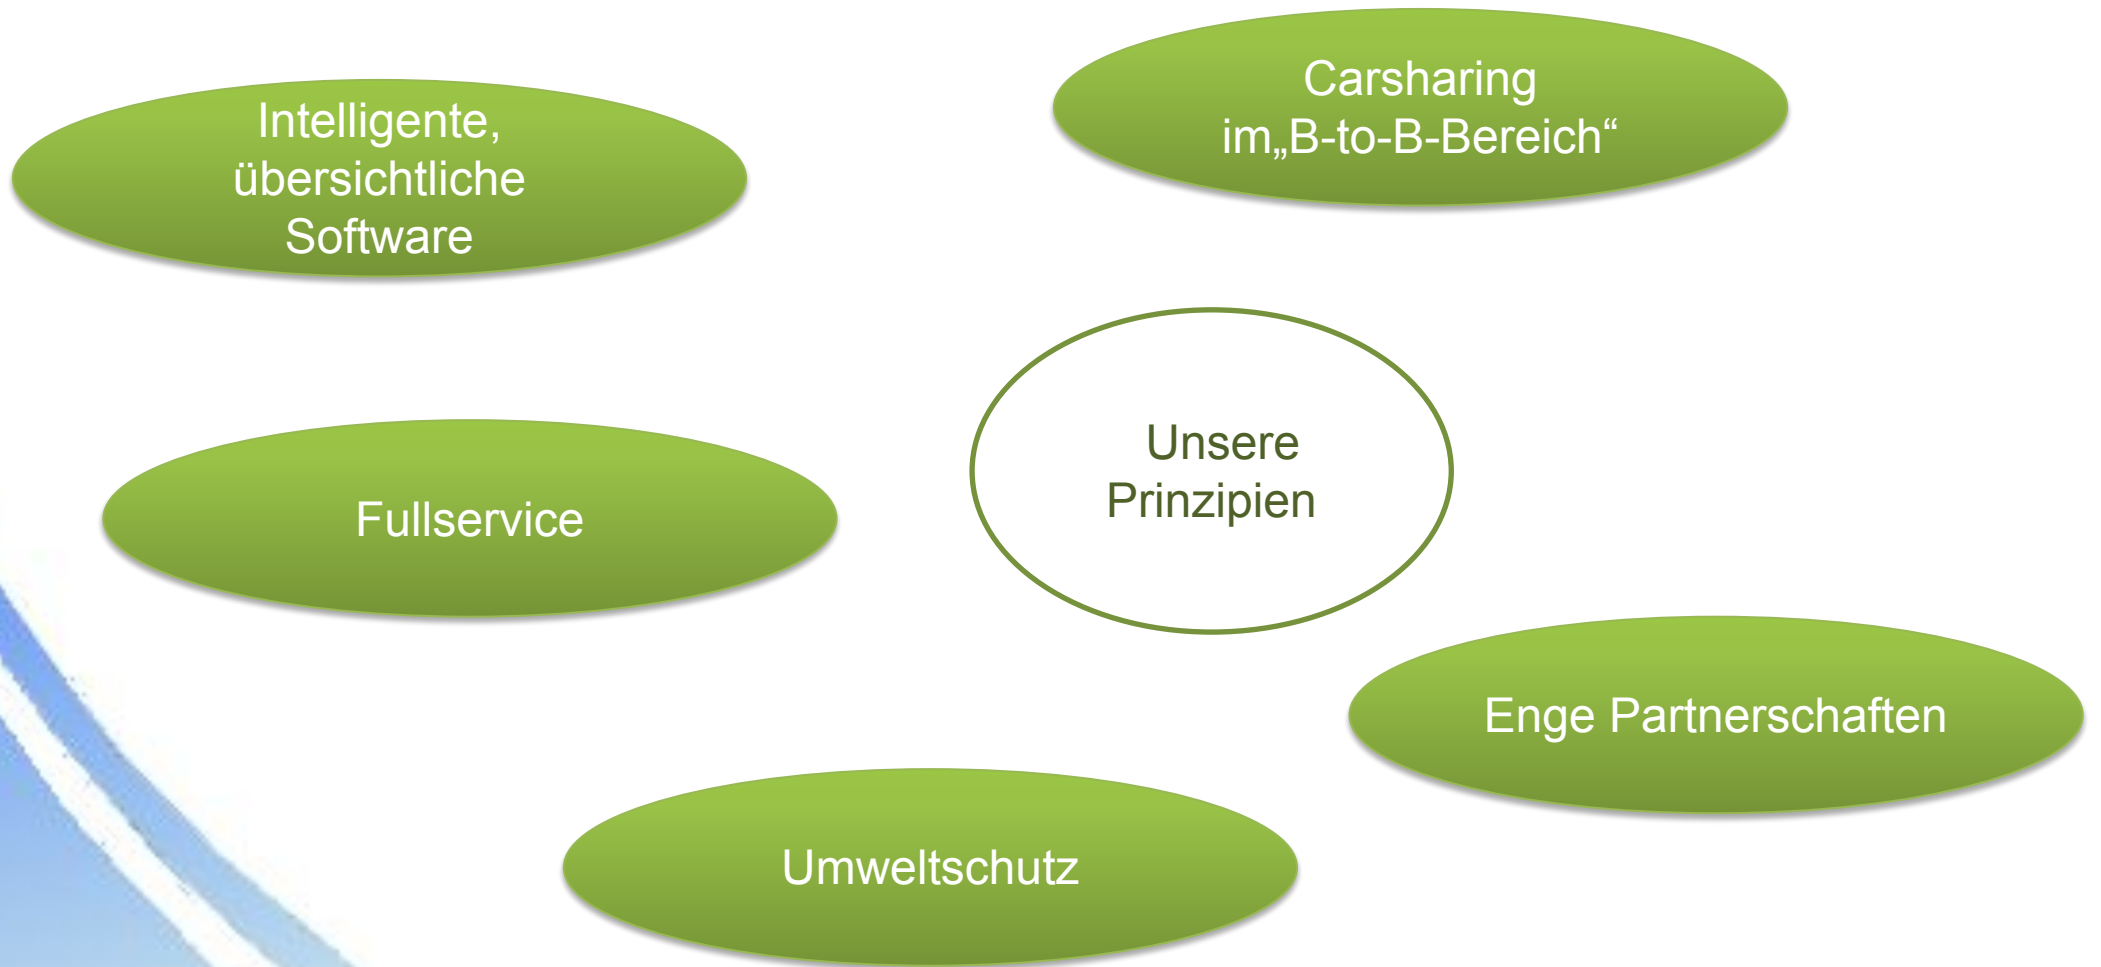 Intelligente,
übersichtliche
Software
Carsharing
im„B-to-B-Bereich“
Unsere
Prinzipien
Fullservice
Enge Partnerschaften
Umweltschutz